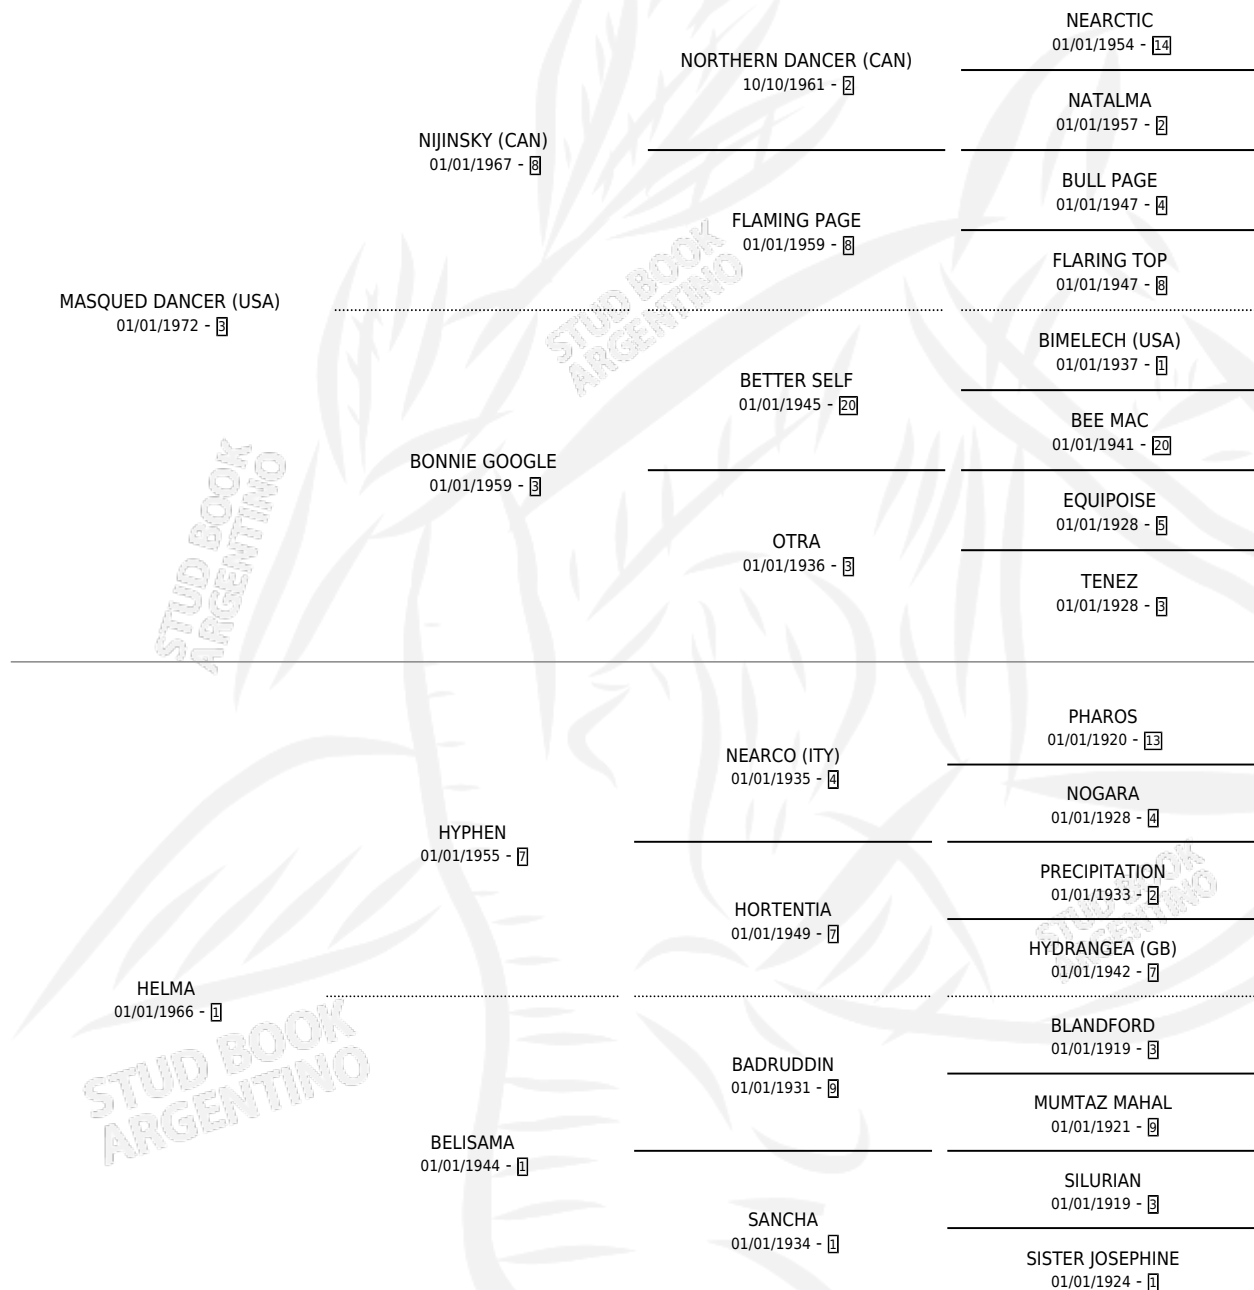 NEARCTIC
01/01/1954 - 14
NORTHERN DANCER (CAN)
10/10/1961 - 2
NATALMA
01/01/1957 - 2
NIJINSKY (CAN)
01/01/1967 - 8
BULL PAGE
01/01/1947 - 4
FLAMING PAGE
01/01/1959 - 8
FLARING TOP
01/01/1947 - 8
MASQUED DANCER (USA)
01/01/1972 - 3
BIMELECH (USA)
01/01/1937 - 1
BETTER SELF
01/01/1945 - 20
BEE MAC
01/01/1941 - 20
BONNIE GOOGLE
01/01/1959 - 3
EQUIPOISE
01/01/1928 - 5
OTRA
01/01/1936 - 3
TENEZ
01/01/1928 - 3
PHAROS
01/01/1920 - 13
NEARCO (ITY)
01/01/1935 - 4
NOGARA
01/01/1928 - 4
HYPHEN
01/01/1955 - 7
PRECIPITATION
01/01/1933 - 2
HORTENTIA
01/01/1949 - 7
HYDRANGEA (GB)
01/01/1942 - 7
HELMA
01/01/1966 - 1
BLANDFORD
01/01/1919 - 3
BADRUDDIN
01/01/1931 - 9
MUMTAZ MAHAL
01/01/1921 - 9
BELISAMA
01/01/1944 - 1
SILURIAN
01/01/1919 - 3
SANCHA
01/01/1934 - 1
SISTER JOSEPHINE
01/01/1924 - 1
STUD BOOK
ARGENTINO
STUD BOOK
ARGENTINO
STUD BOOK
ARGENTINO
STUD BOOK
ARGENTINO